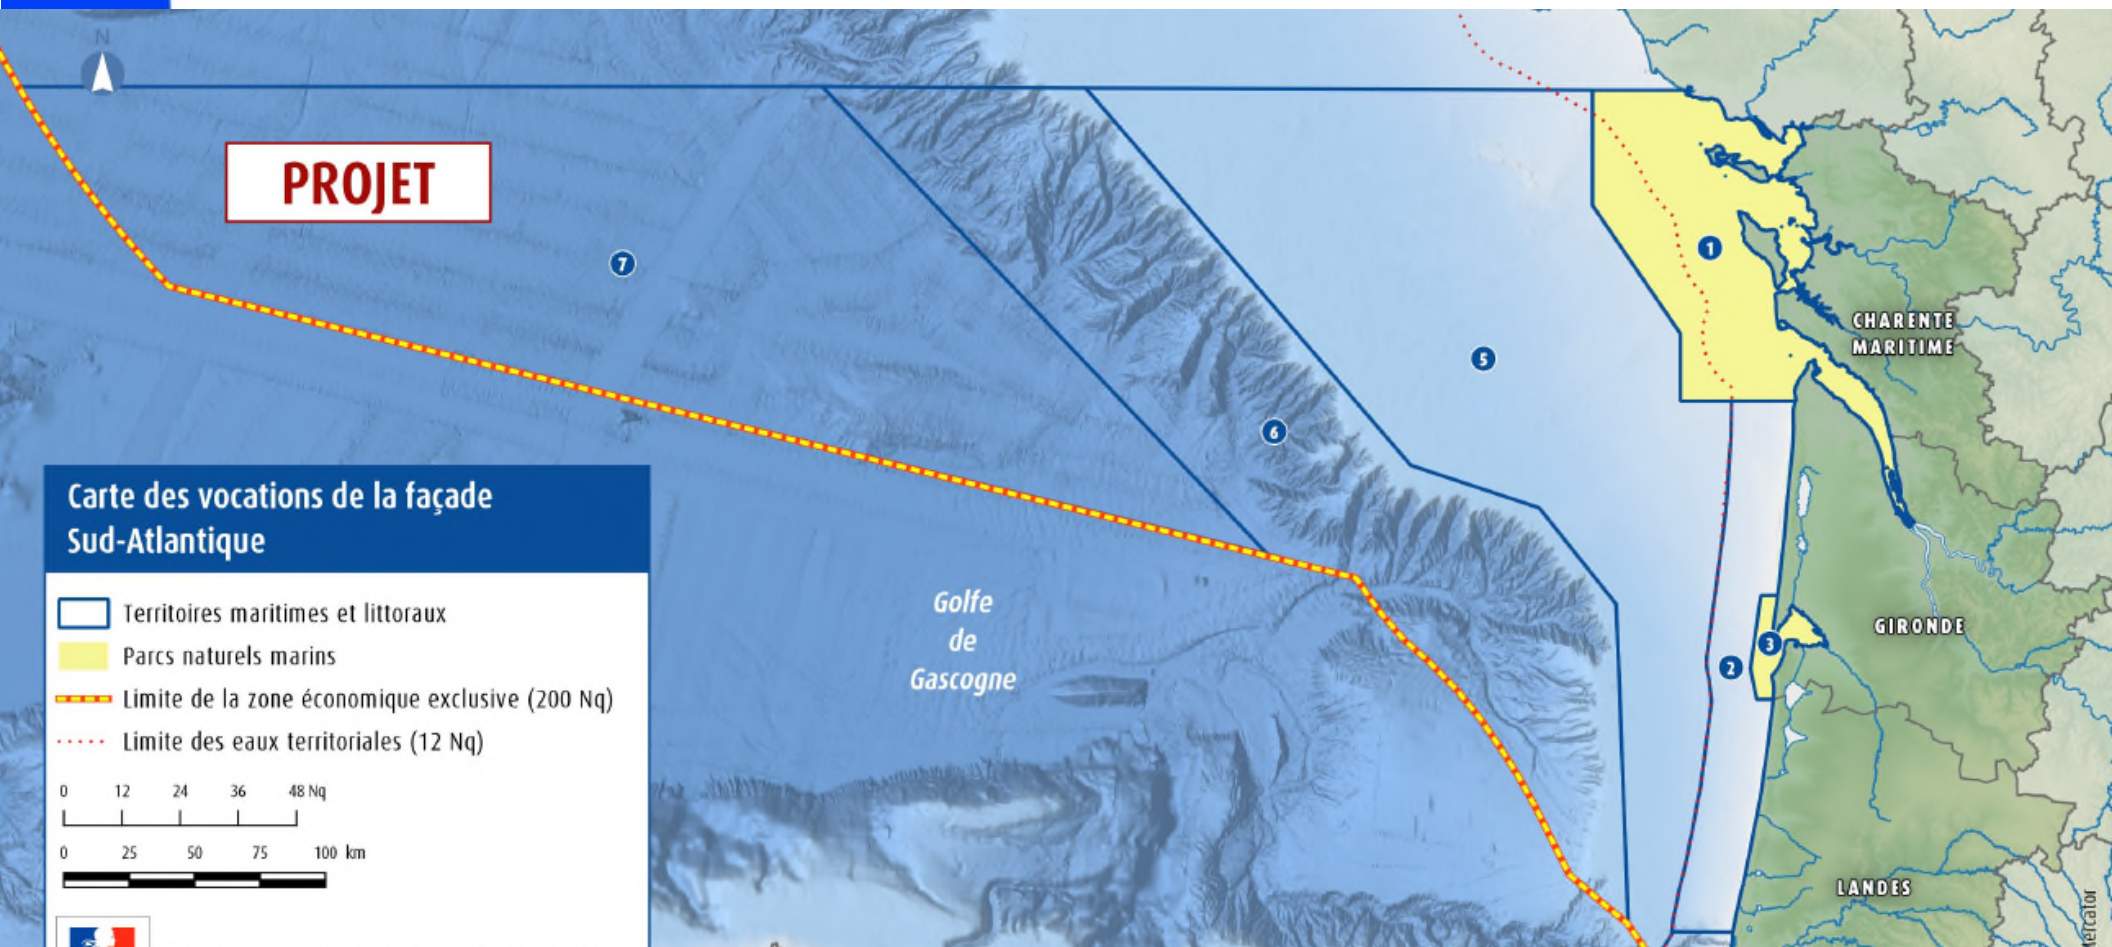 N
PROJET
7
1
CHARENTE
MARITIME
5
6
Carte des vocations de la façade
Sud-Atlantique
Territoires maritimes et littoraux
Parcs naturels marins
Limite de la zone économique exclusive (200 Nq)
Limite des eaux territoriales (12 Nq)
0 12 24 36 48 Nq
0 25 50 75 100 km
Golfe
de
Gascogne
GIRONDE
3
2
LANDES